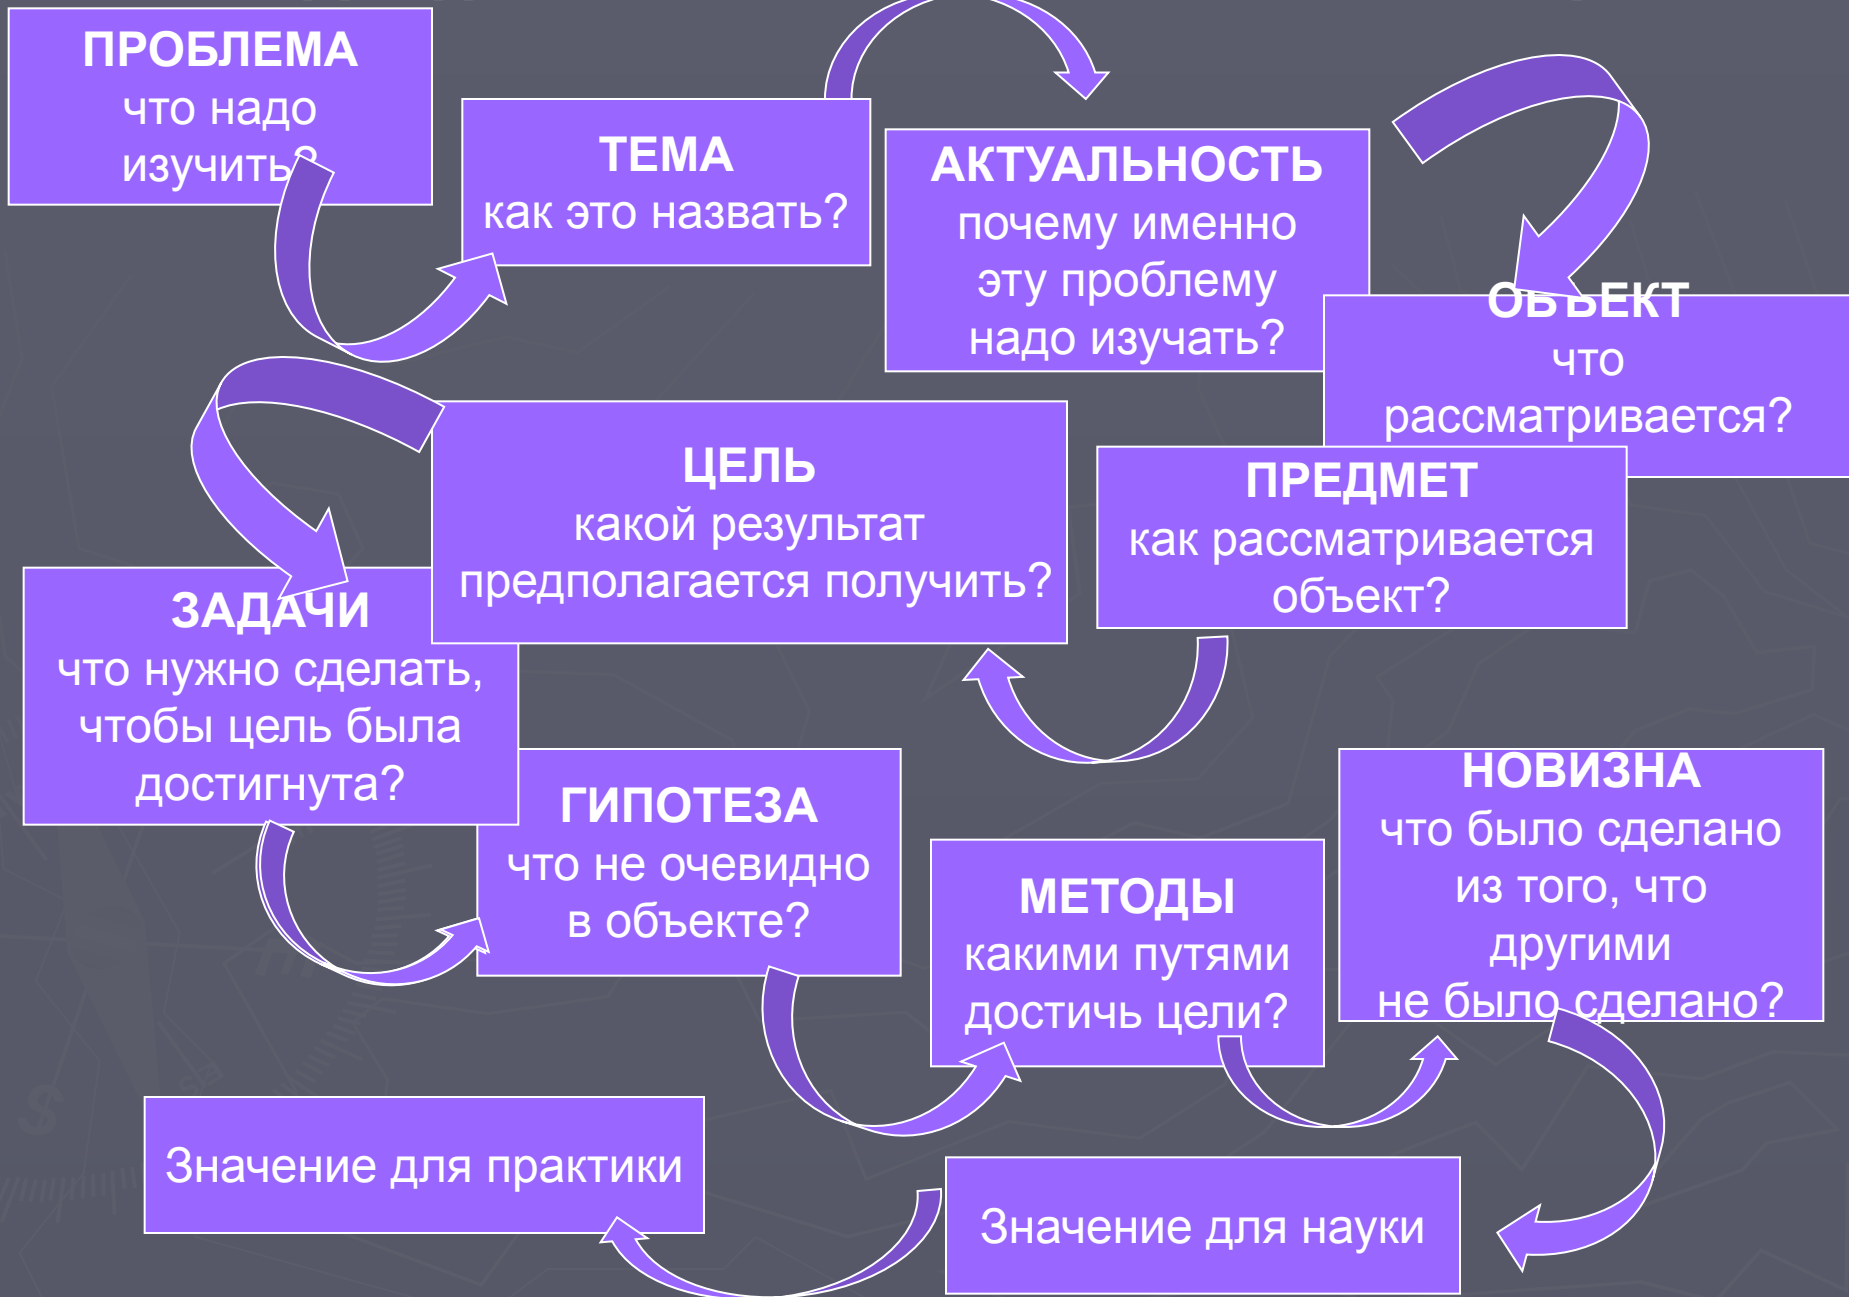 ПРОБЛЕМА
что надо
изучить?
ТЕМА
как это назвать?
АКТУАЛЬНОСТЬ
почему именно
эту проблему
надо изучать?
ОБЪЕКТ
что
рассматривается?
ПРЕДМЕТ
как рассматривается
объект?
ЦЕЛЬ
какой результат
предполагается получить?
ЗАДАЧИ
что нужно сделать,
чтобы цель была
достигнута?
ГИПОТЕЗА
что не очевидно
в объекте?
МЕТОДЫ
какими путями
достичь цели?
НОВИЗНА
что было сделано
из того, что
другими
не было сделано?
Значение для науки
Значение для практики